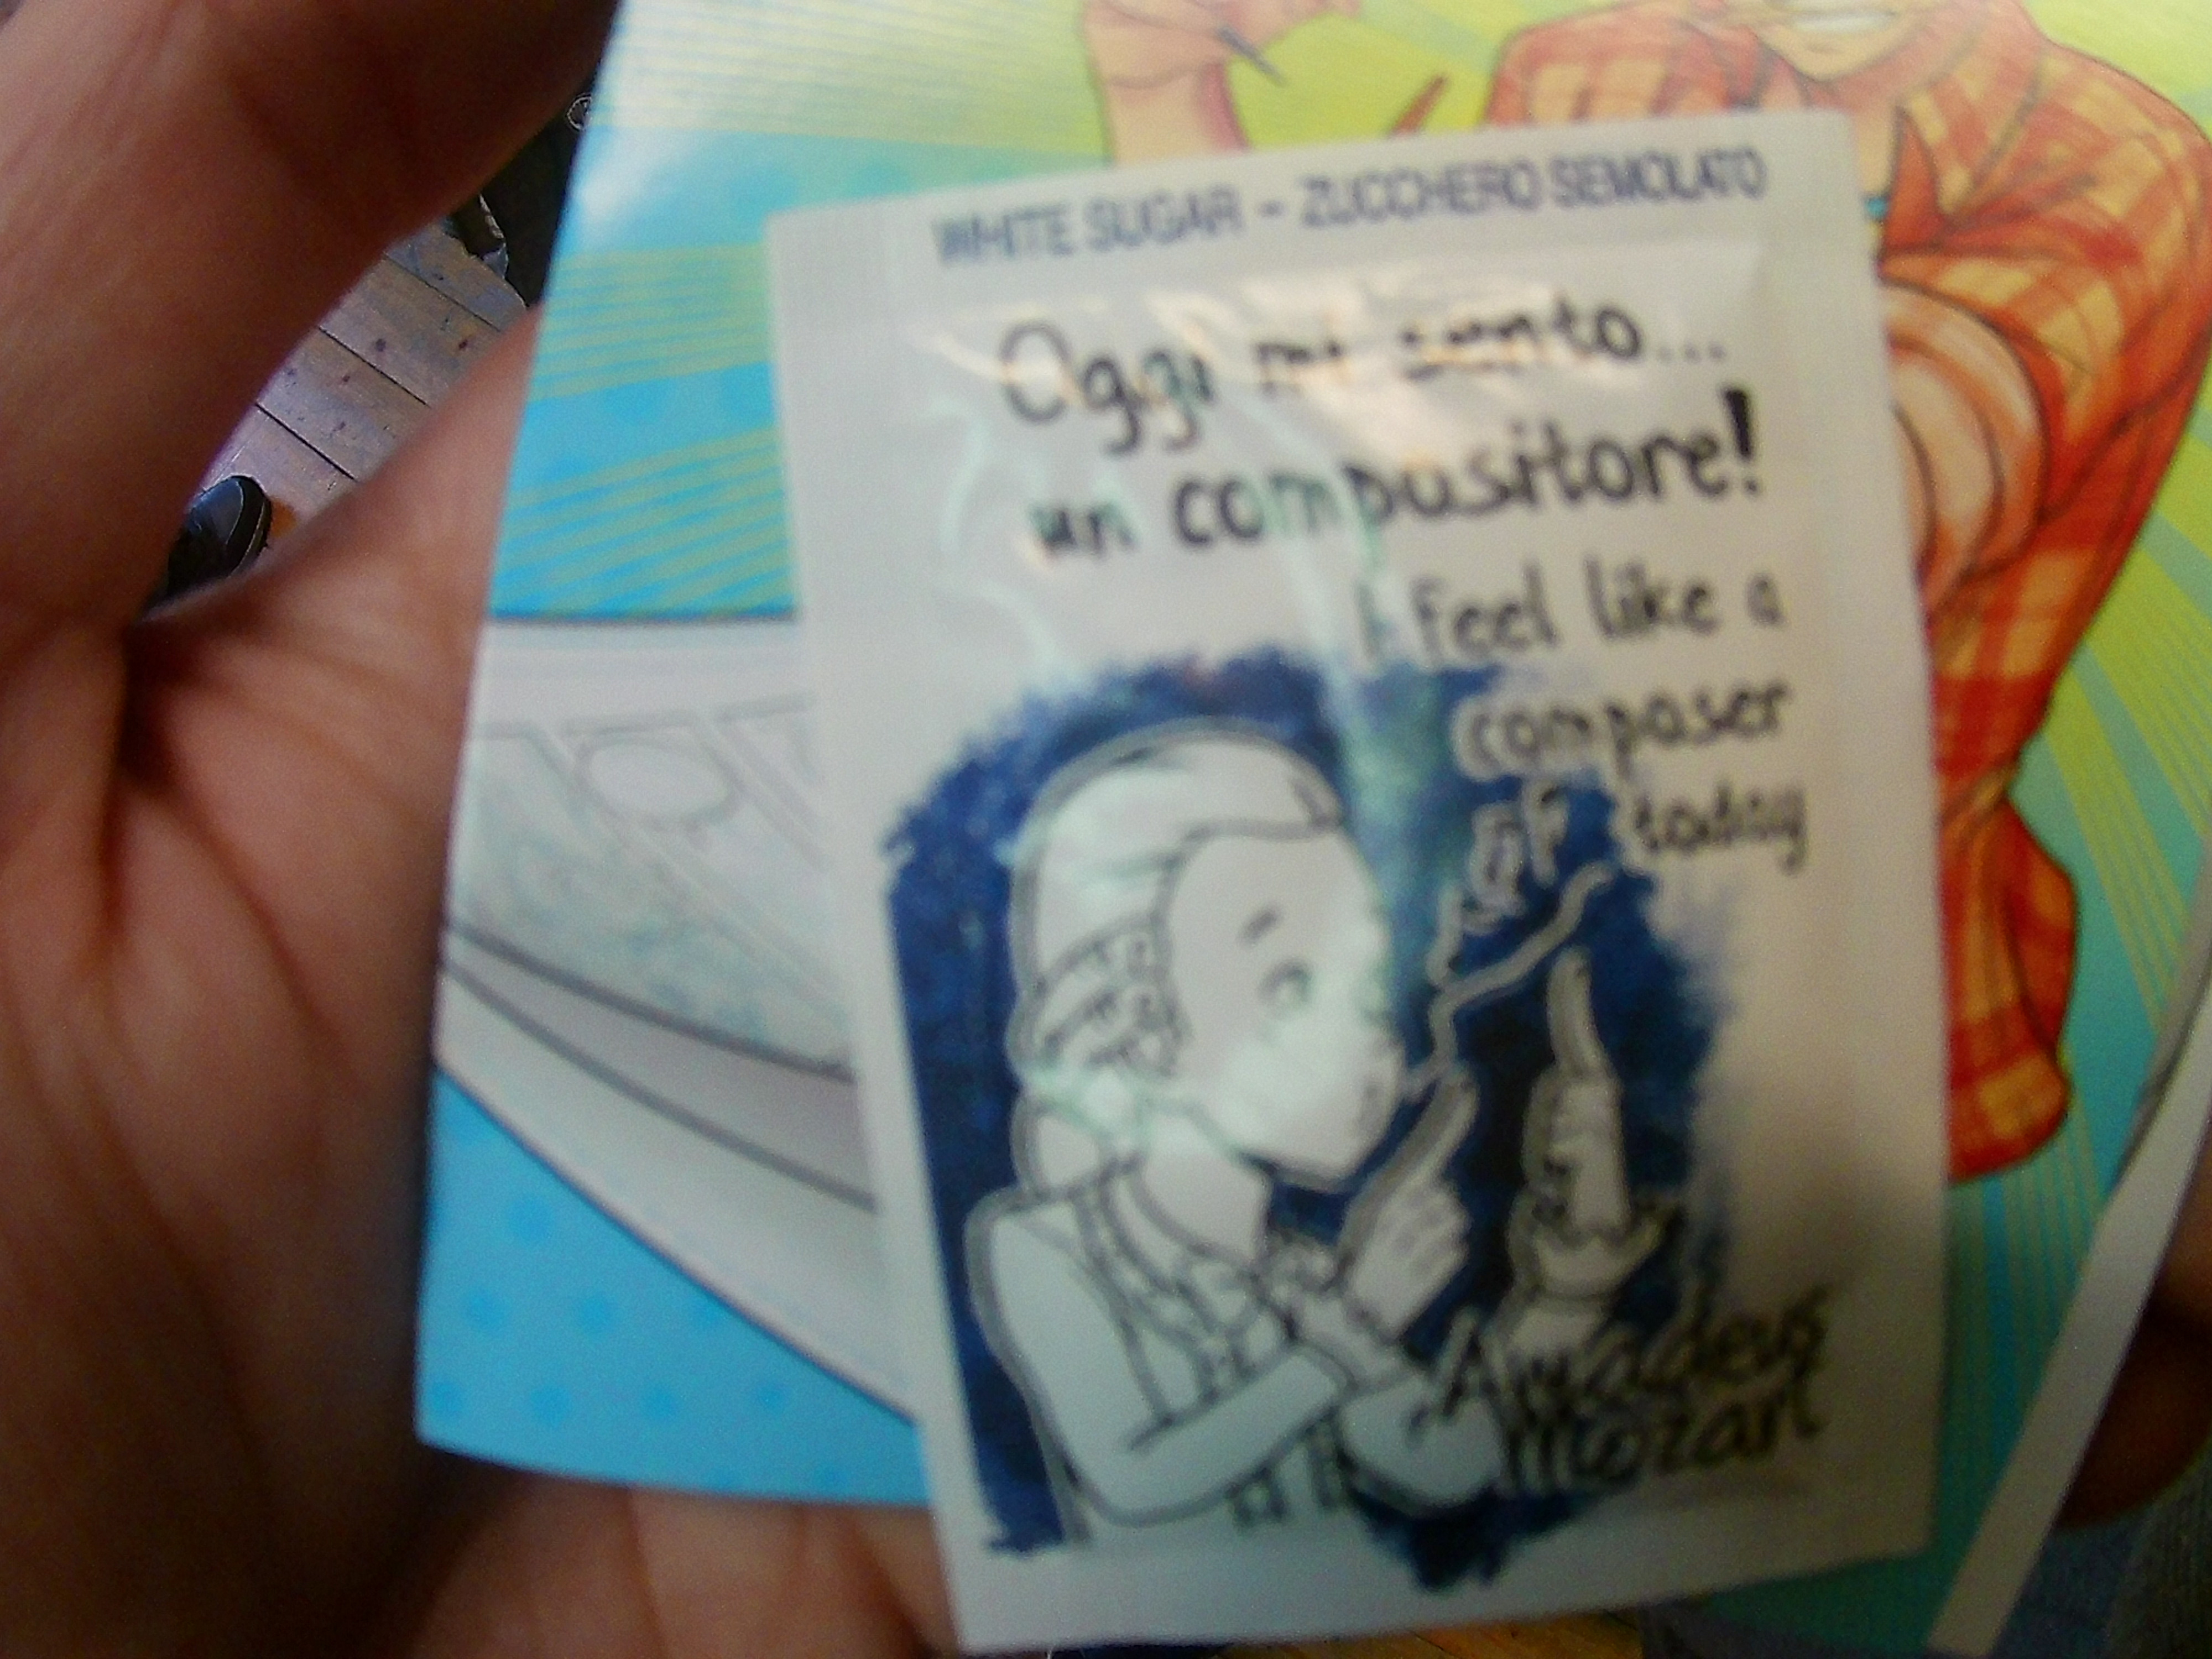 WHITE SUGAR - ZUCCHERO SEMOLATO
Oggi mi sento...
un compositore!
I feel like a
composer
of today
Amadeus
Mozart